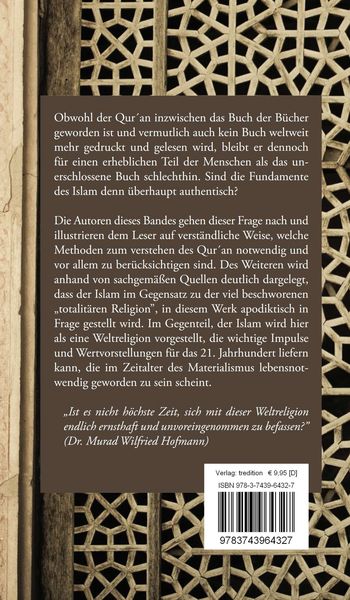 Obwohl der Qur´an inzwischen das Buch der Bücher
geworden ist und vermutlich auch kein Buch weltweit
mehr gedruckt und gelesen wird, bleibt er dennoch
für einen erheblichen Teil der Menschen als das un-
erschlossene Buch schlechthin. Sind die Fundamente
des Islam denn überhaupt authentisch?
Die Autoren dieses Bandes gehen dieser Frage nach und
illustrieren dem Leser auf verständliche Weise, welche
Methoden zum verstehen des Qur´an notwendig und
vor allem zu berücksichtigen sind. Des Weiteren wird
anhand von sachgemäßen Quellen deutlich dargelegt,
dass der Islam im Gegensatz zu der viel beschworenen
„totalitären Religion”, in diesem Werk apodiktisch in
Frage gestellt wird. Im Gegenteil, der Islam wird hier
als eine Weltreligion vorgestellt, die wichtige Impulse
und Wertvorstellungen für das 21. Jahrhundert liefern
kann, die im Zeitalter des Materialismus lebensnot-
wendig geworden zu sein scheint.
„Ist es nicht höchste Zeit, sich mit dieser Weltreligion
endlich ernsthaft und unvoreingenommen zu befassen?”
(Dr. Murad Wilfried Hofmann)
Verlag: tredition € 9,95 [D]
ISBN 978-3-7439-6432-7
9783743964327